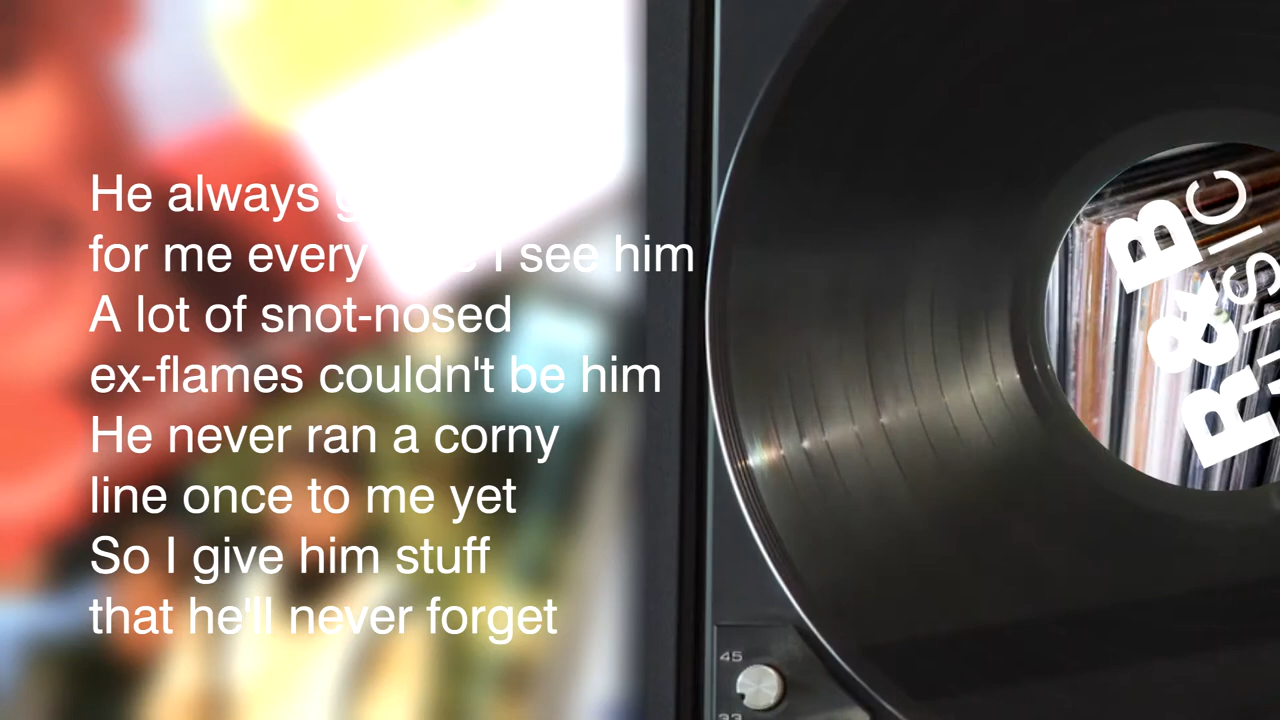 He always
for me every I see him
A lot of snot-nosed
ex-flames couldn't be him
He never ran a corny
line once to me yet
So I give him stuff
that he'll never forget
R&B
MUSIC
45
33